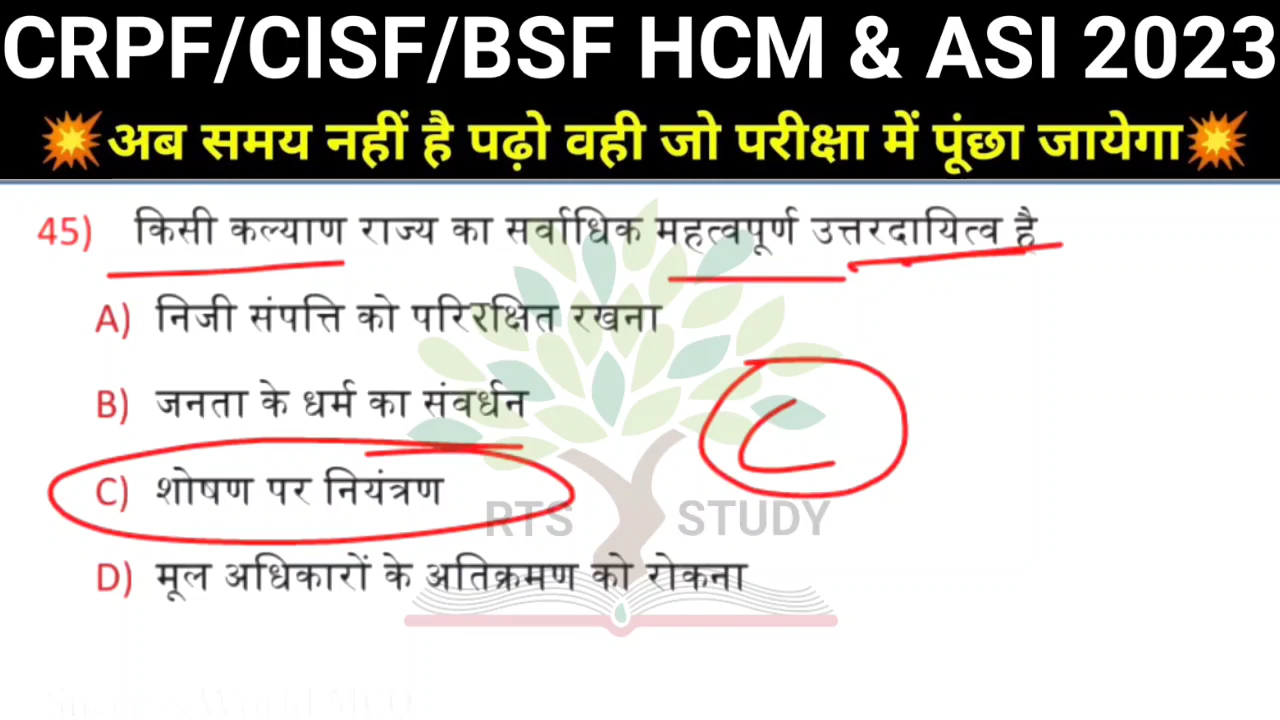 CRPF/CISF/BSF HCM & ASI 2023
💥अब समय नहीं है पढ़ो वही जो परीक्षा में पूंछा जायेगा💥
45) किसी कल्याण राज्य का सर्वाधिक महत्वपूर्ण उत्तरदायित्व है
A) निजी संपत्ति को परिरक्षित रखना
B) जनता के धर्म का संवर्धन
C
C) शोषण पर नियंत्रण
RTS STUDY
D) मूल अधिकारों के अतिक्रमण को रोकना